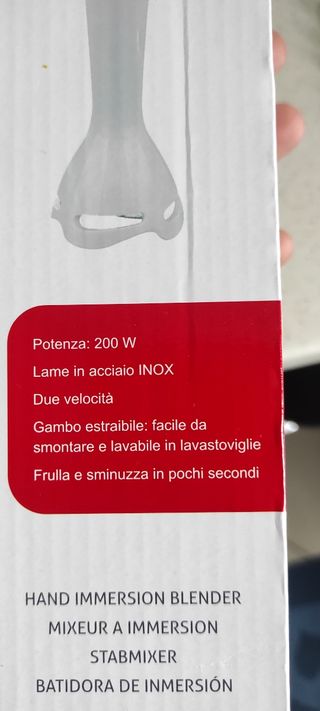 Potenza: 200 W
Lame in acciaio INOX
Due velocità
Gambo estraibile: facile da
smontare e lavabile in lavastoviglie
Frulla e sminuzza in pochi secondi
HAND IMMERSION BLENDER
MIXEUR A IMMERSION
STABMIXER
BATIDORA DE INMERSIÓN